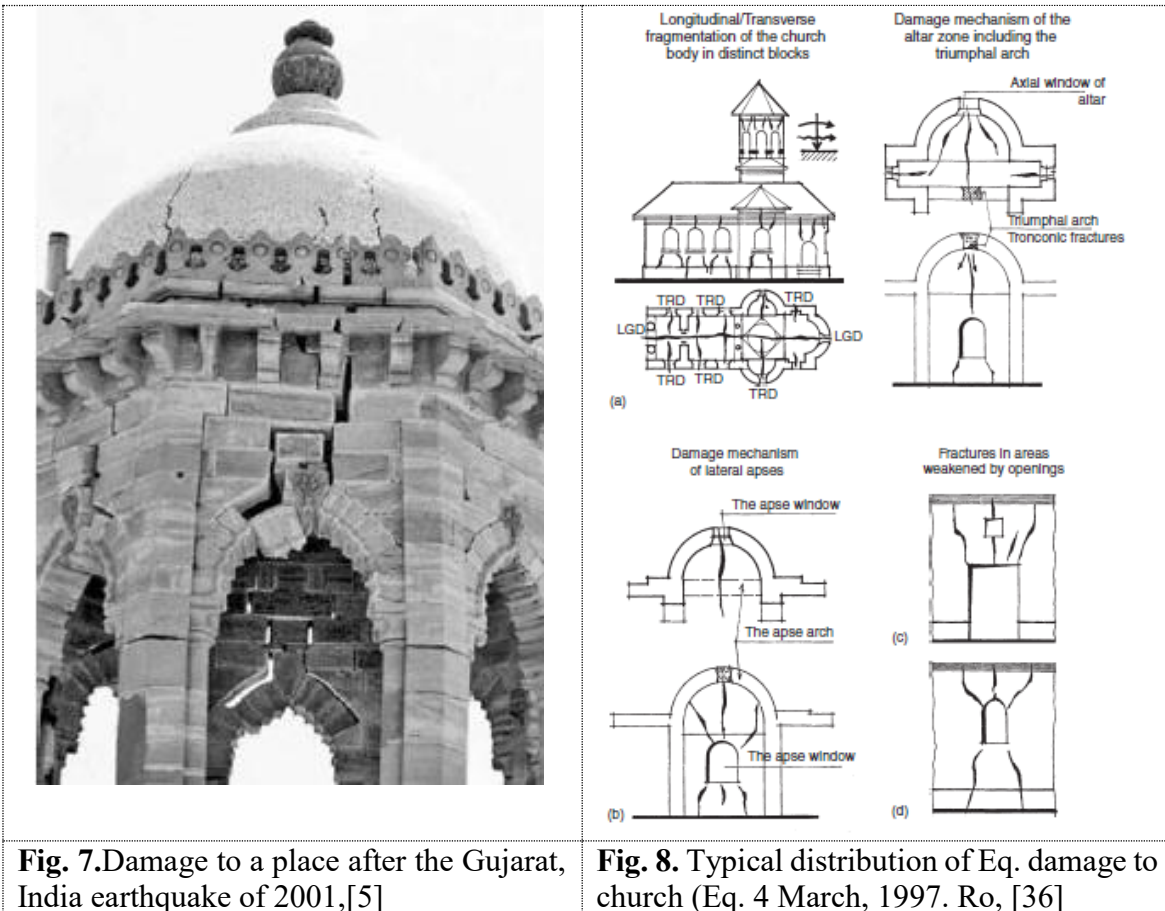 Longitudinal/Transverse
fragmentation of the church
body in distinct blocks
Damage mechanism of the
altar zone including the
triumphal arch
Axial window of
altar
Triumphal arch
Tronconic fractures
TRD TRD TRD
LGD LGD
TRD TRD
TRD
(a)
Damage mechanism
of lateral apses
The apse window
The apse arch
The apse window
(b)
Fractures in areas
weakened by openings
(c)
(d)
Fig. 7.Damage to a place after the Gujarat,
India earthquake of 2001,[5]
Fig. 8. Typical distribution of Eq. damage to
church (Eq. 4 March, 1997. Ro, [36]